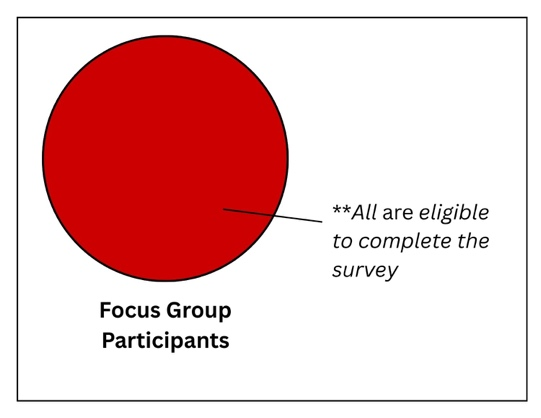 **All are eligible
to complete the
survey
Focus Group
Participants